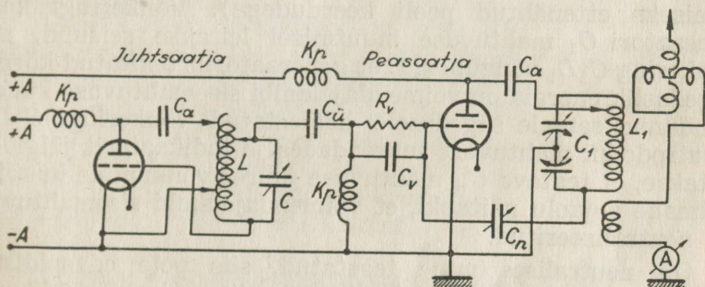 Juhtsaatja
Kp
Peasaatja
Cα
+A
Kp
+A
Cα
Cü
Rv
L
C
Kp
Cv
Cn
C1
L1
-A
A